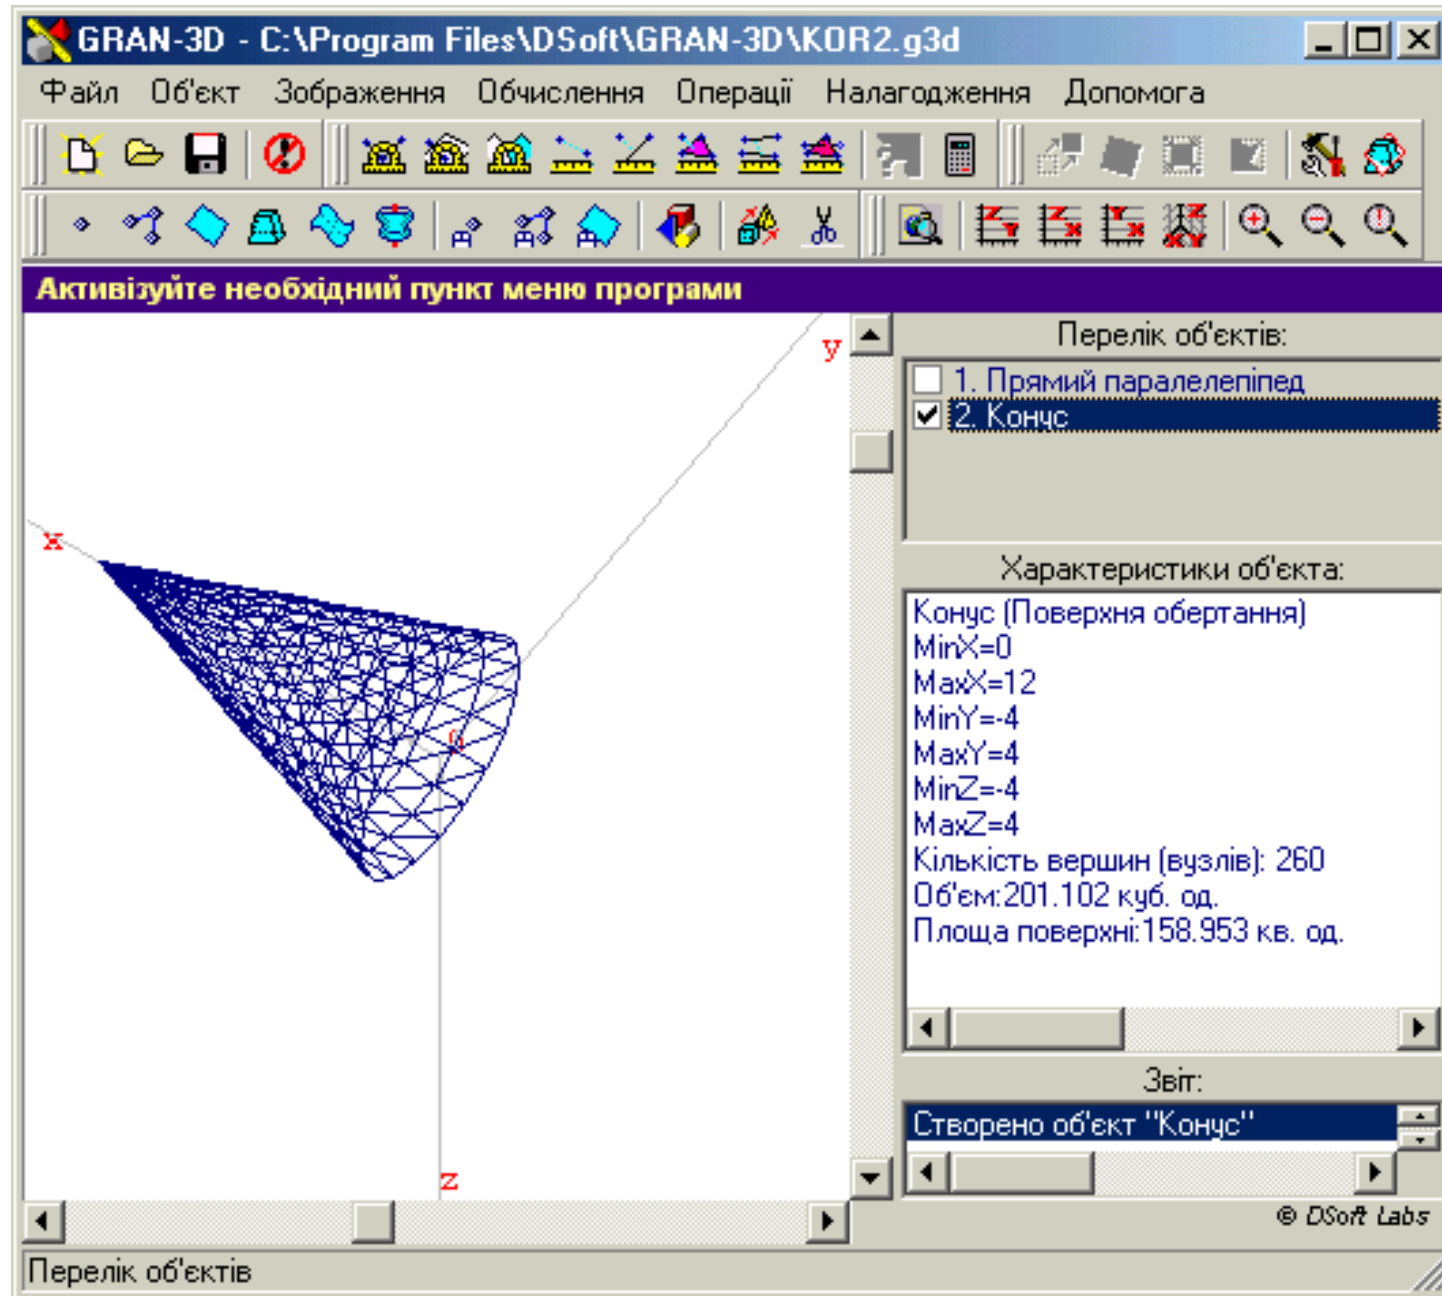 GRAN-3D - C:\Program Files\DSoft\GRAN-3D\KOR2.g3d
Файл Об'єкт Зображення Обчислення Операції Налагодження Допомога
Активізуйте необхідний пункт меню програми
y
x
0
z
Перелік об'єктів:
1. Прямий паралелепіпед
2. Конус
Характеристики об'єкта:
Конус (Поверхня обертання)
MinX=0
MaxX=12
MinY=-4
MaxY=4
MinZ=-4
MaxZ=4
Кількість вершин (вузлів): 260
Об'єм:201.102 куб. од.
Площа поверхні:158.953 кв. од.
Звіт:
Створено об'єкт "Конус"
© DSoft Labs
Перелік об'єктів